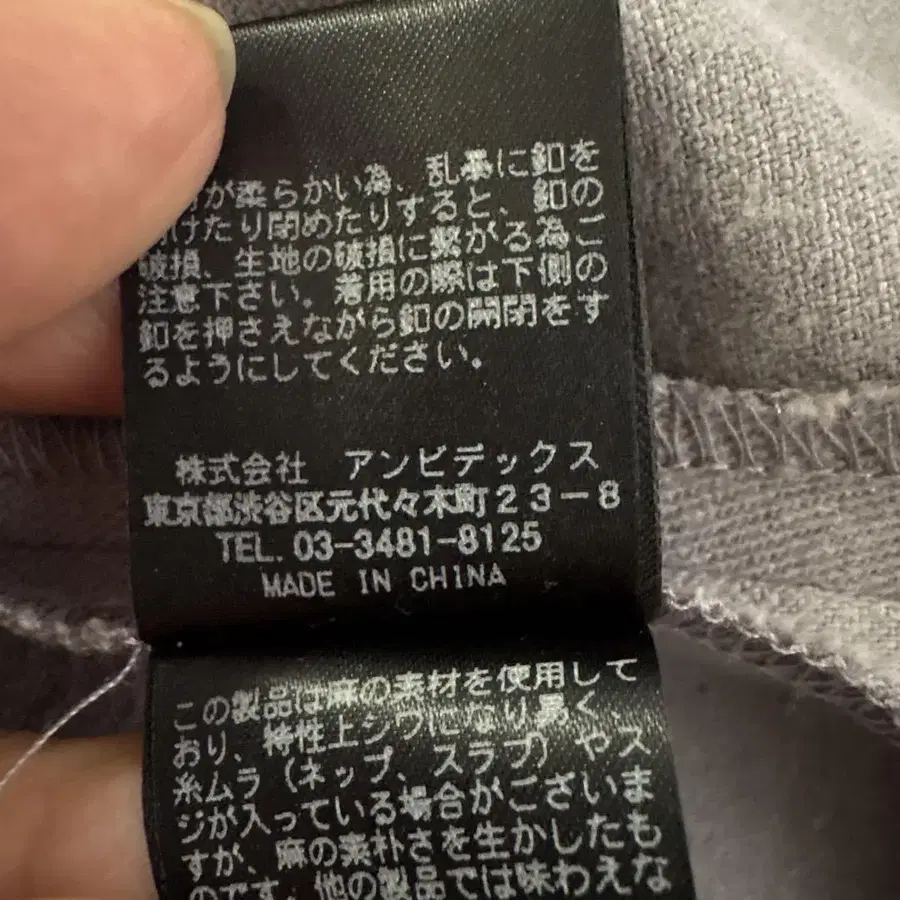 が柔らかい為、乱暴に釦を
開けたり閉めたりすると、釦の
破損、生地の破損に繋がる為ご
注意下さい。着用の際は下側の
釦を押さえながら釦の開閉をす
るようにしてください。
株式会社 アンビデックス
東京都渋谷区元代々木町23-8
TEL. 03-3481-8125
MADE IN CHINA
この製品は麻の素材を使用して
おり、特性上シワになり易く
糸ムラ(ネップ、スラブ)やス
ジが入っている場合がございま
すが、麻の素朴さを生かしたも
のです。他の製品では味わえな